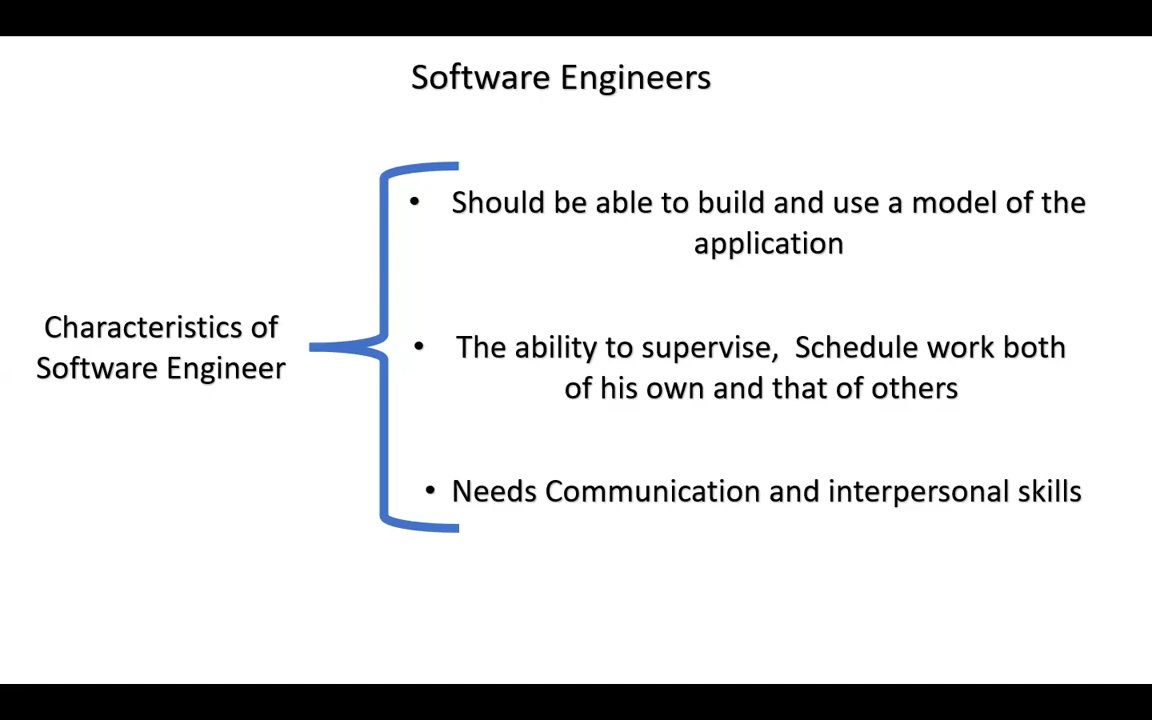 Software Engineers
Characteristics of
Software Engineer
• Should be able to build and use a model of the
application
• The ability to supervise,  Schedule work both
of his own and that of others
• Needs Communication and interpersonal skills